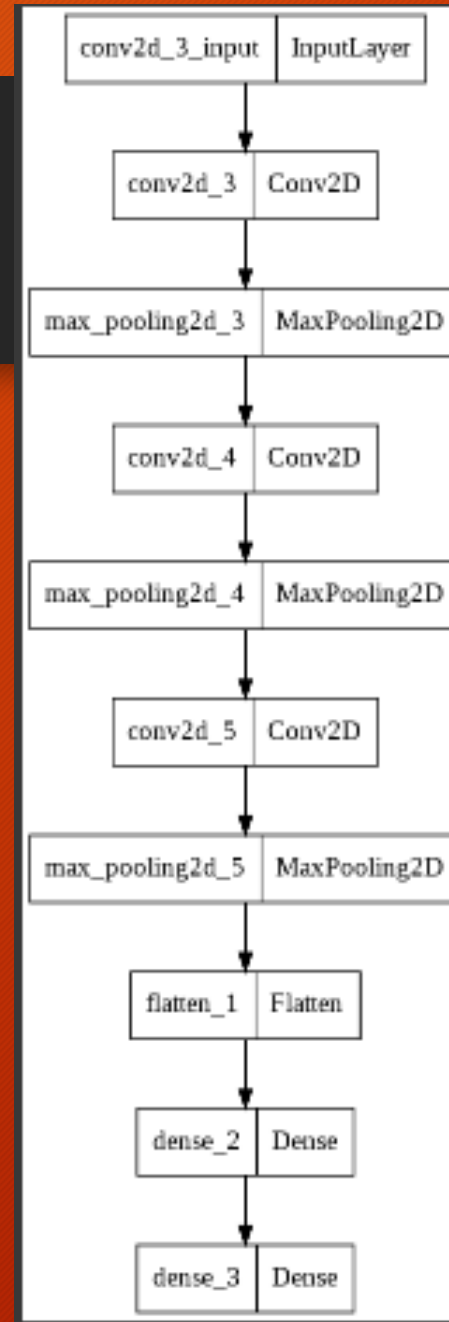 conv2d_3_input InputLayer
conv2d_3 Conv2D
max_pooling2d_3 MaxPooling2D
conv2d_4 Conv2D
max_pooling2d_4 MaxPooling2D
conv2d_5 Conv2D
max_pooling2d_5 MaxPooling2D
flatten_1 Flatten
dense_2 Dense
dense_3 Dense